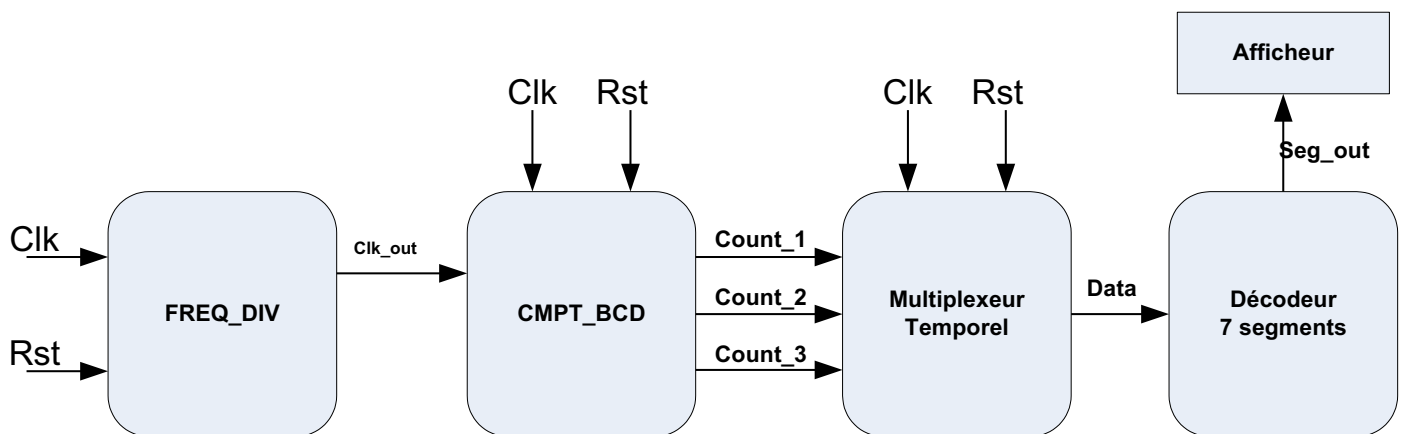 Afficheur
Clk Rst
Clk Rst
Seg_out
Clk
Rst
FREQ_DIV
Clk_out
CMPT_BCD
Count_1
Count_2
Count_3
Multiplexeur
Temporel
Data
Décodeur
7 segments